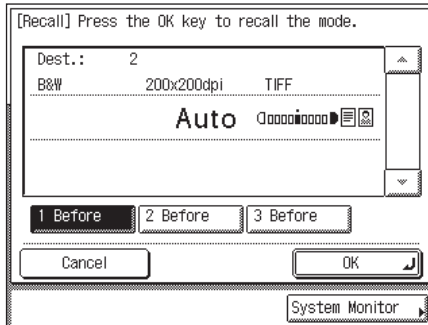 [Recall] Press the OK key to recall the mode.
Dest.: 2
B&W 200x200dpi TIFF
Auto
1 Before 2 Before 3 Before
Cancel OK
System Monitor